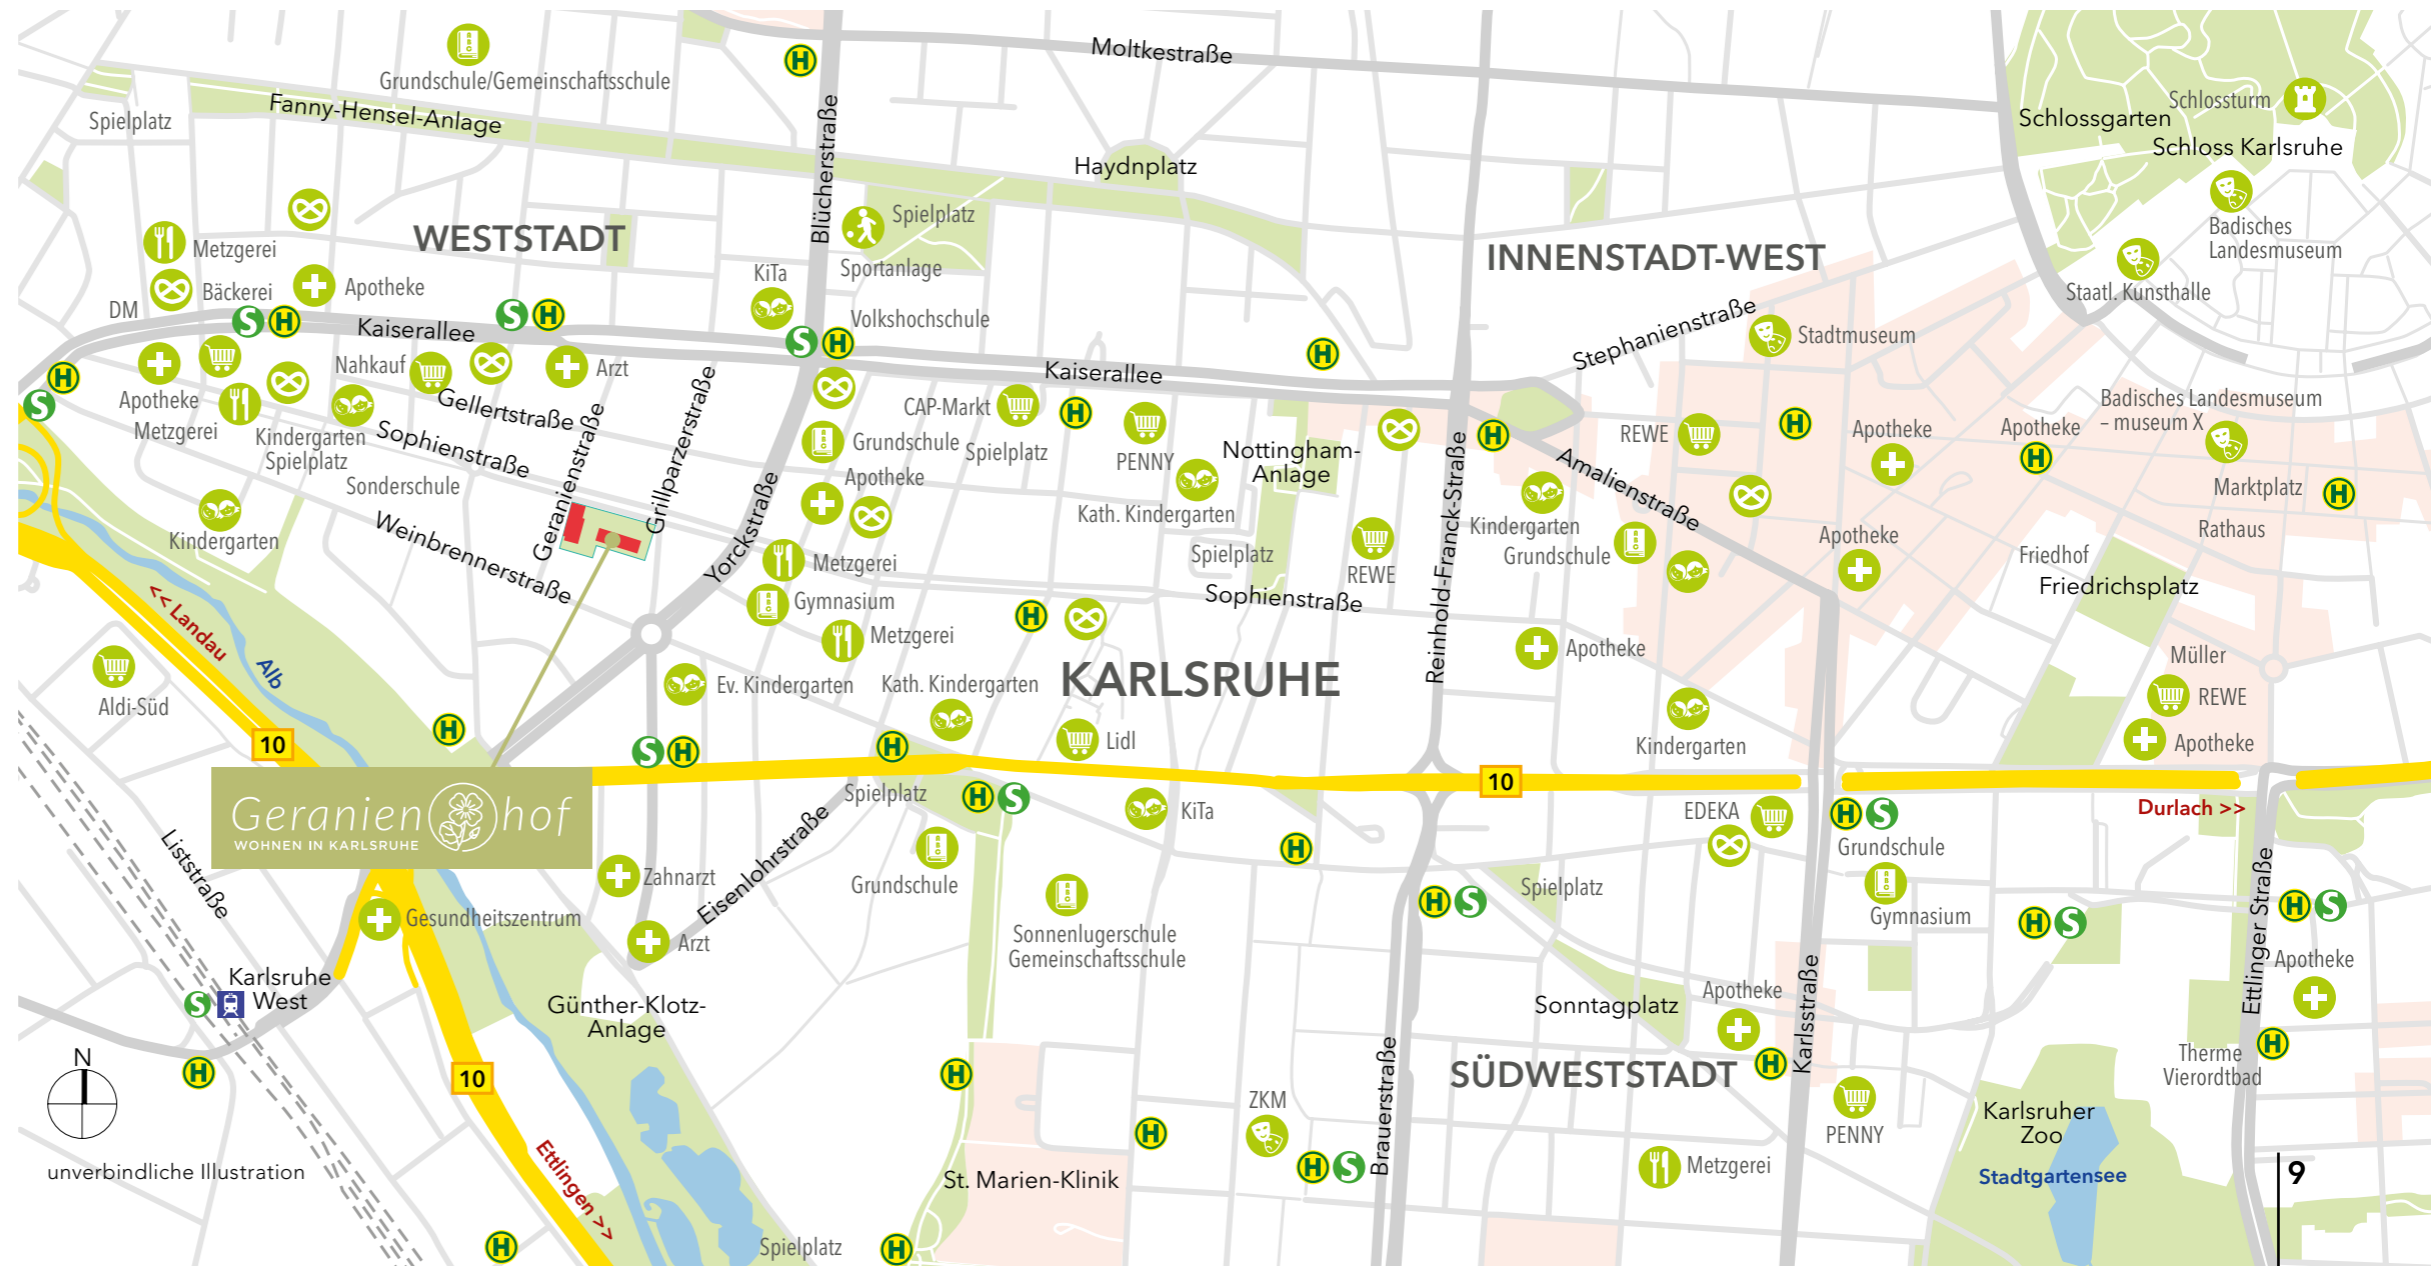 Moltkestraße
Grundschule/Gemeinschaftsschule
Fanny-Hensel-Anlage
Spielplatz
H
Blücherstraße
Haydnplatz
Schlossturm
Schlossgarten
Schloss Karlsruhe
WESTSTADT
Metzgerei
Bäckerei
Apotheke
DM
S H
Kaiserallee
S H
KiTa
Spielplatz
Sportanlage
Volkshochschule
S H
INNENSTADT-WEST
Stephanienstraße
Stadtmuseum
Badisches
Landesmuseum
Staatl. Kunsthalle
H
S
Apotheke
Metzgerei
Nahkauf
Arzt
Gellertstraße
Kindergarten
Spielplatz
Sophienstraße
Sonderschule
Geranienstraße
Grillparzerstraße
Kindergarten
Weinbrennerstraße
Yorckstraße
Kaiserallee
H
CAP-Markt
H
Grundschule
Spielplatz
Apotheke
PENNY
Kath. Kindergarten
Nottingham-
Anlage
Spielplatz
REWE
Reinhold-Franck-Straße
H
REWE
H
Amalienstraße
Kindergarten
Grundschule
Apotheke
Apotheke
Apotheke
H
Badisches Landesmuseum
– museum X
Marktplatz
H
Rathaus
Friedhof
Friedrichsplatz
Metzgerei
Gymnasium
Metzgerei
H
Sophienstraße
Apotheke
<< Landau
Alb
Aldi-Süd
10
H
Ev. Kindergarten
Kath. Kindergarten
KARLSRUHE
Lidl
Kindergarten
Müller
REWE
Apotheke
S H
H
10
Durlach >>
Geranien hof
WOHNEN IN KARLSRUHE
Liststraße
Spielplatz
H S
KiTa
H
EDEKA
H S
Grundschule
Gymnasium
Ettlinger Straße
Zahnarzt
Eisenlohrstraße
Arzt
Grundschule
Sonnenlugerschule
Gemeinschaftsschule
H S
Spielplatz
H S
H S
Apotheke
Gesundheitszentrum
Karlsruhe
West
S
H
Günther-Klotz-
Anlage
Sonntagplatz
Apotheke
Karlsstraße
H
SÜDWESTSTADT
H
Therme
Vierordtbad
N
10
H
H
ZKM
H S
Brauerstraße
PENNY
Karlsruher
Zoo
Stadtgartensee
Metzgerei
Ettlingen >>
St. Marien-Klinik
unverbindliche Illustration
H
Spielplatz
H
9